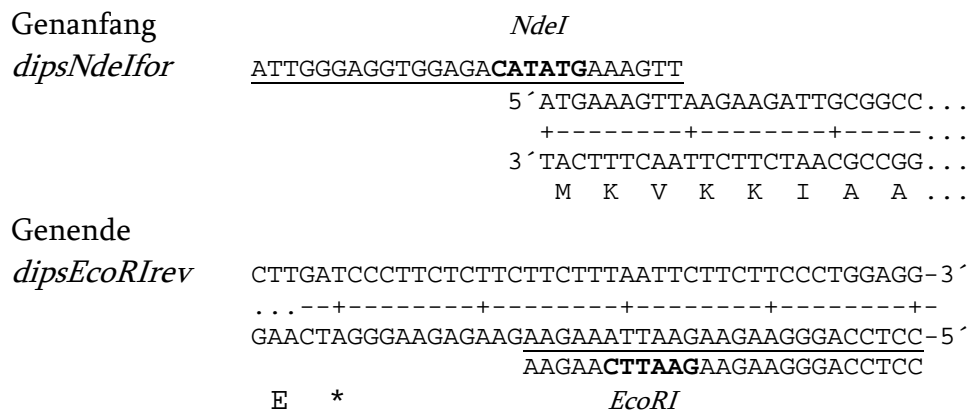 Genanfang NdeI
dipsNdeIfor ATTGGGAGGTGGAGACATATGAAAGTT
5´ATGAAAGTTAAGAAGATTGCGGCC...
+--------+--------+-----...
3´TACTTTCAATTCTTCTAACGCCGG...
M K V K K I A A ...
Genende
dipsEcoRIrev CTTGATCCCTTCTCTTCTTCTTTAATTCTTCTTCCCTGGAGG-3´
...--+--------+--------+--------+--------+-
GAACTAGGGAAGAGAAGAAGAAATTAAGAAGAAGGGACCTCC-5´
AAGAACTTAAGAAGAAGGGACCTCC
E * EcoRI